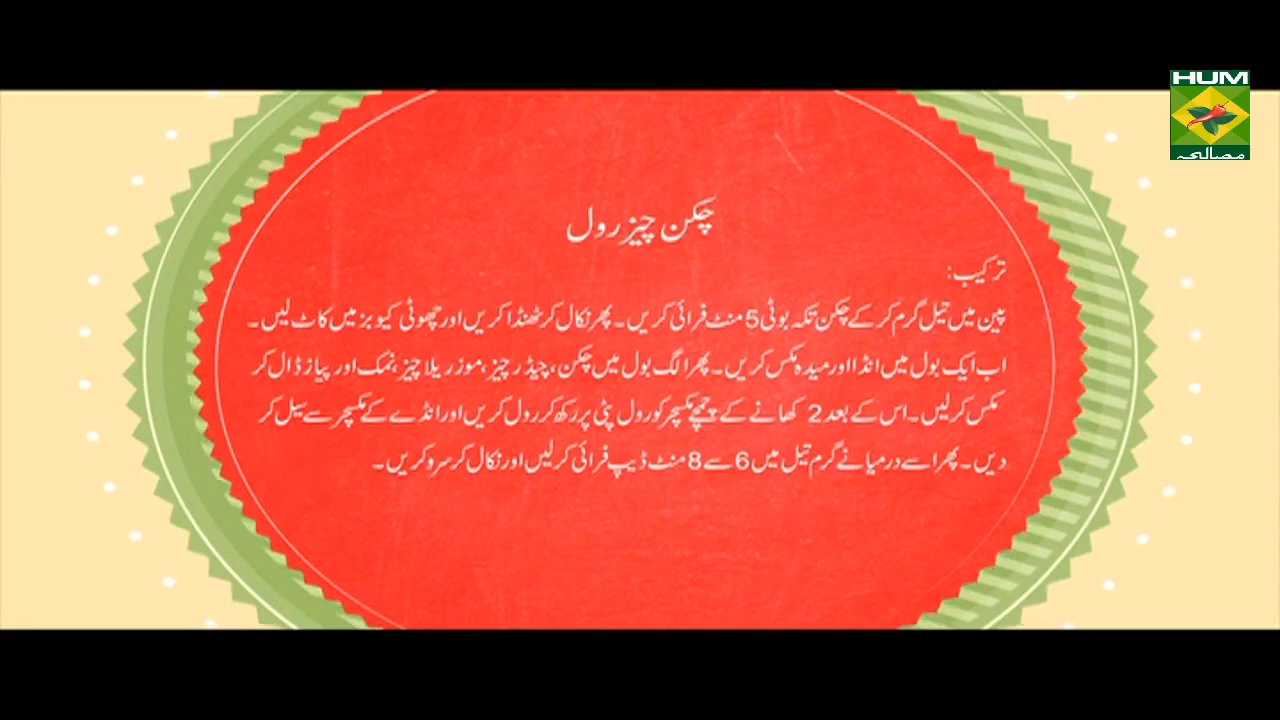 HUM
مصالحہ
چکن چیز رول
ترکیب:
پین میں تیل گرم کر کے چکن تکہ بوٹی 5 منٹ فرائی کریں۔ پھر نکال کر ٹھنڈا کریں اور چھوٹی کیوبز میں کاٹ لیں۔
اب ایک بول میں انڈا اور میدہ مکس کریں۔ پھر الگ بول میں چکن، چیڈر چیز، موزریلا چیز، نمک اور پیاز ڈال کر
مکس کر لیں۔ اس کے بعد 2 کھانے کے چمچے مکسچر کو رول پٹی پر رکھ کر رول کریں اور انڈے کے مکسچر سے سیل کر
دیں۔ پھر اسے درمیانے گرم تیل میں 6 سے 8 منٹ ڈیپ فرائی کر لیں اور نکال کر سرو کریں۔